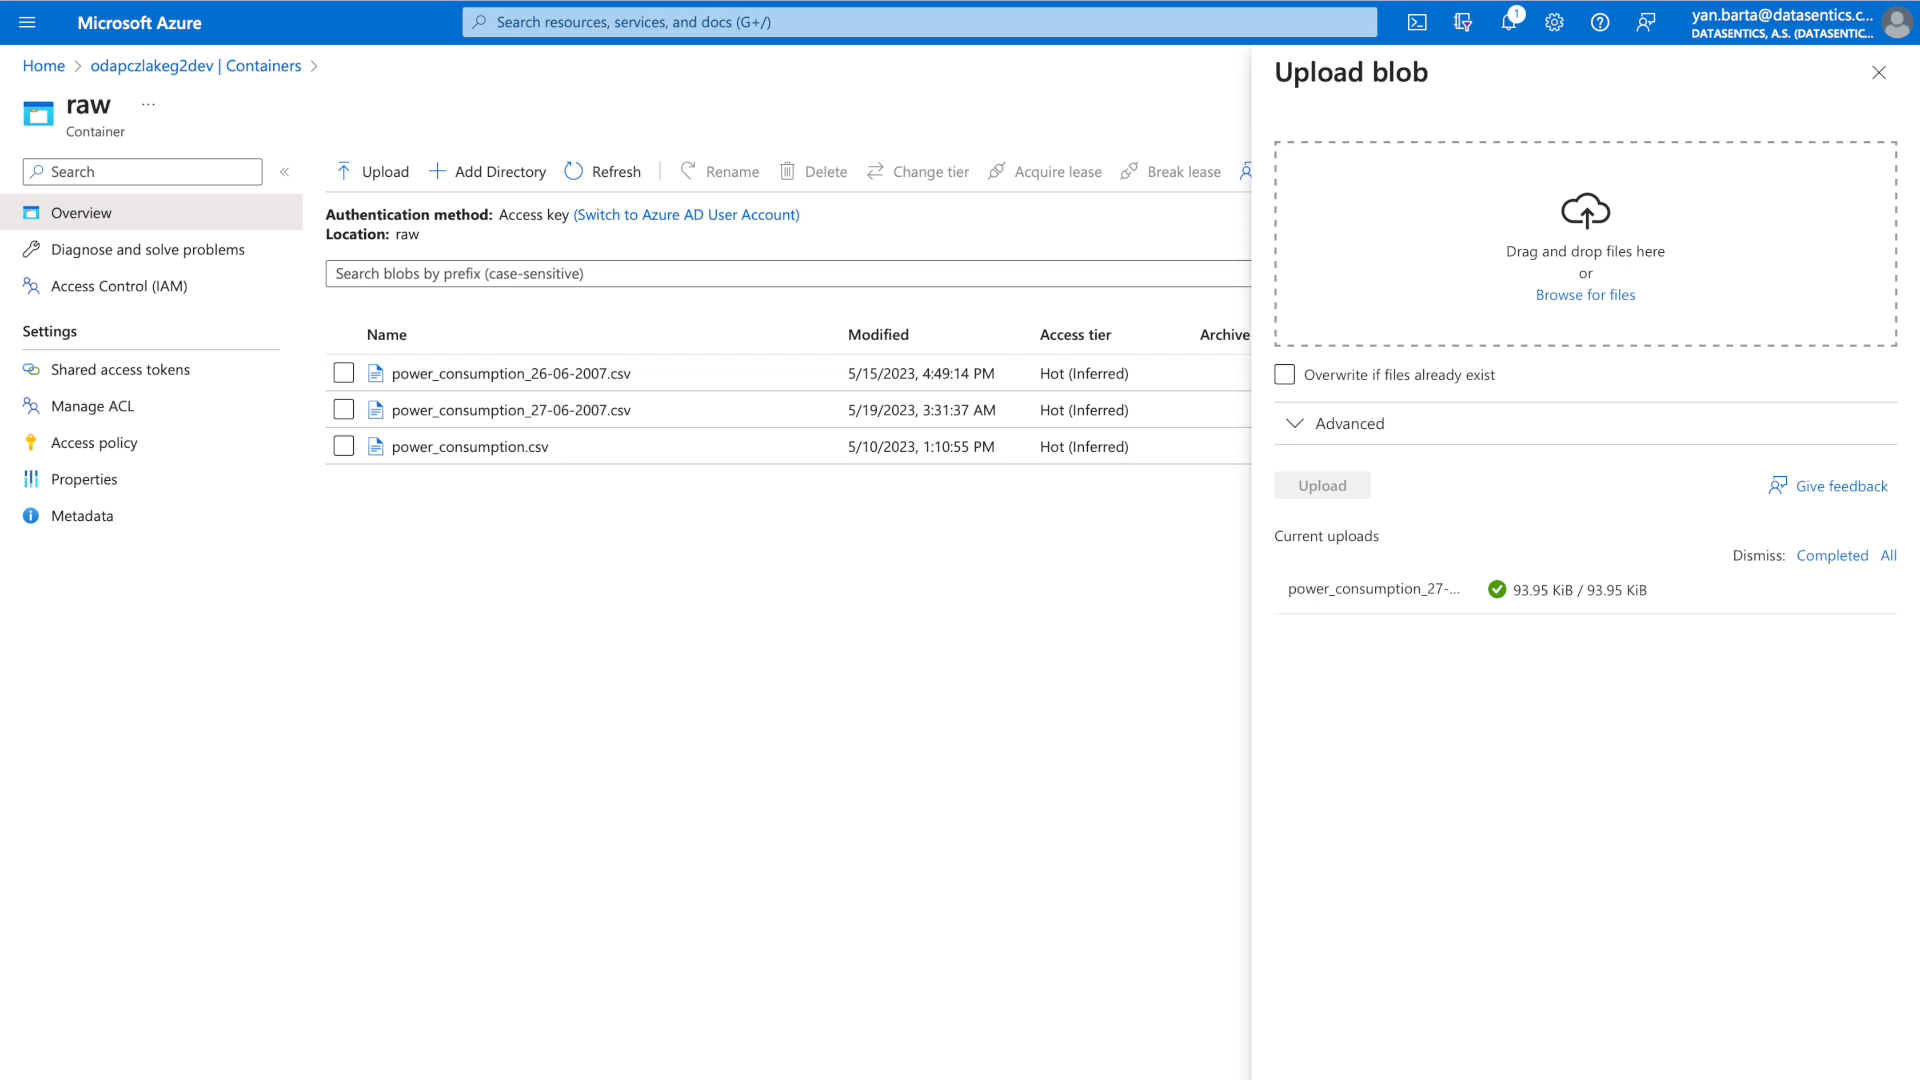 Microsoft Azure
Search resources, services, and docs (G+/)
1
yan.barta@datasentics.c...
DATASENTICS, A.S. (DATASENTIC...
Home > odapczlakeg2dev | Containers >
raw ...
Container
Search
«
Overview
Diagnose and solve problems
Access Control (IAM)
Settings
Shared access tokens
Manage ACL
Access policy
Properties
Metadata
Upload Add Directory Refresh Rename Delete Change tier Acquire lease Break lease
Authentication method: Access key (Switch to Azure AD User Account)
Location: raw
Search blobs by prefix (case-sensitive)
Name Modified Access tier Archive
power_consumption_26-06-2007.csv 5/15/2023, 4:49:14 PM Hot (Inferred)
power_consumption_27-06-2007.csv 5/19/2023, 3:31:37 AM Hot (Inferred)
power_consumption.csv 5/10/2023, 1:10:55 PM Hot (Inferred)
Upload blob
Drag and drop files here
or
Browse for files
Overwrite if files already exist
Advanced
Upload
Give feedback
Current uploads
Dismiss: Completed All
power_consumption_27-... 93.95 KiB / 93.95 KiB